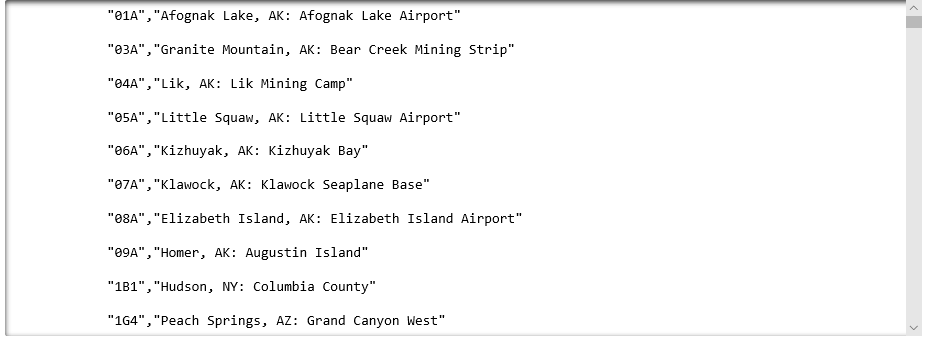 "01A","Afognak Lake, AK: Afognak Lake Airport"
"03A","Granite Mountain, AK: Bear Creek Mining Strip"
"04A","Lik, AK: Lik Mining Camp"
"05A","Little Squaw, AK: Little Squaw Airport"
"06A","Kizhuyak, AK: Kizhuyak Bay"
"07A","Klawock, AK: Klawock Seaplane Base"
"08A","Elizabeth Island, AK: Elizabeth Island Airport"
"09A","Homer, AK: Augustin Island"
"1B1","Hudson, NY: Columbia County"
"1G4","Peach Springs, AZ: Grand Canyon West"